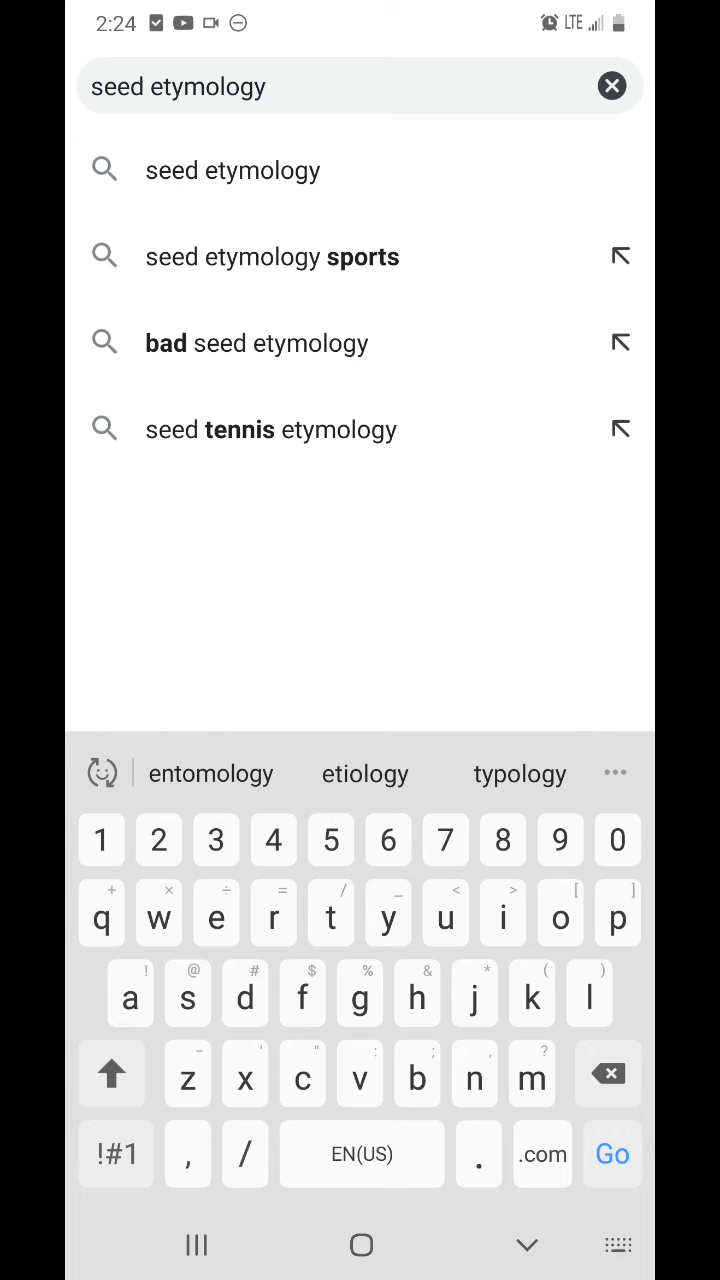 2:24 LTE
seed etymology
seed etymology
seed etymology sports
bad seed etymology
seed tennis etymology
entomology etiology typology •••
1 2 3 4 5 6 7 8 9 0
+ × ÷ = / _ < > [ ]
q w e r t y u i o p
! @ # $ % & * ( )
a s d f g h j k l
- ' " : ; , ?
z x c v b n m
!#1 , / EN(US) . .com Go